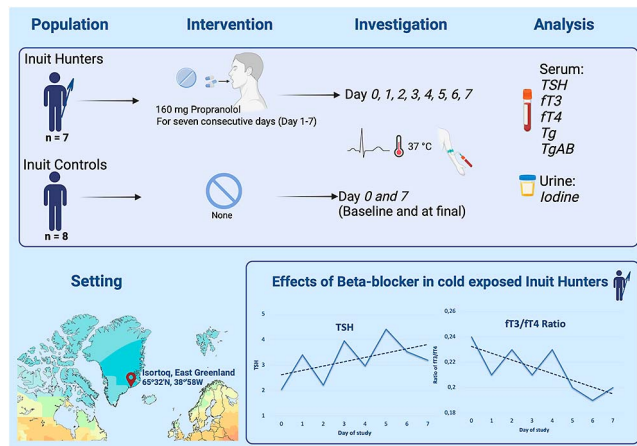 Population
Intervention
Investigation
Analysis
Inuit Hunters
n = 7
160 mg Propranolol
For seven consecutive days (Day 1-7)
Day 0, 1, 2, 3, 4, 5, 6, 7
37 °C
Inuit Controls
n = 8
None
Day 0 and 7
(Baseline and at final)
Serum:
TSH
fT3
fT4
Tg
TgAB
Urine:
Iodine
Setting
Isortoq, East Greenland
65°32'N, 38°'58W
Effects of Beta-blocker in cold exposed Inuit Hunters
TSH
TSH
5
4
3
2
1
0 1 2 3 4 5 6 7
Day of study
fT3/fT4 Ratio
Ratio of fT3/fT4
0,26
0,24
0,22
0,2
0,18
0 1 2 3 4 5 6 7
Day of study